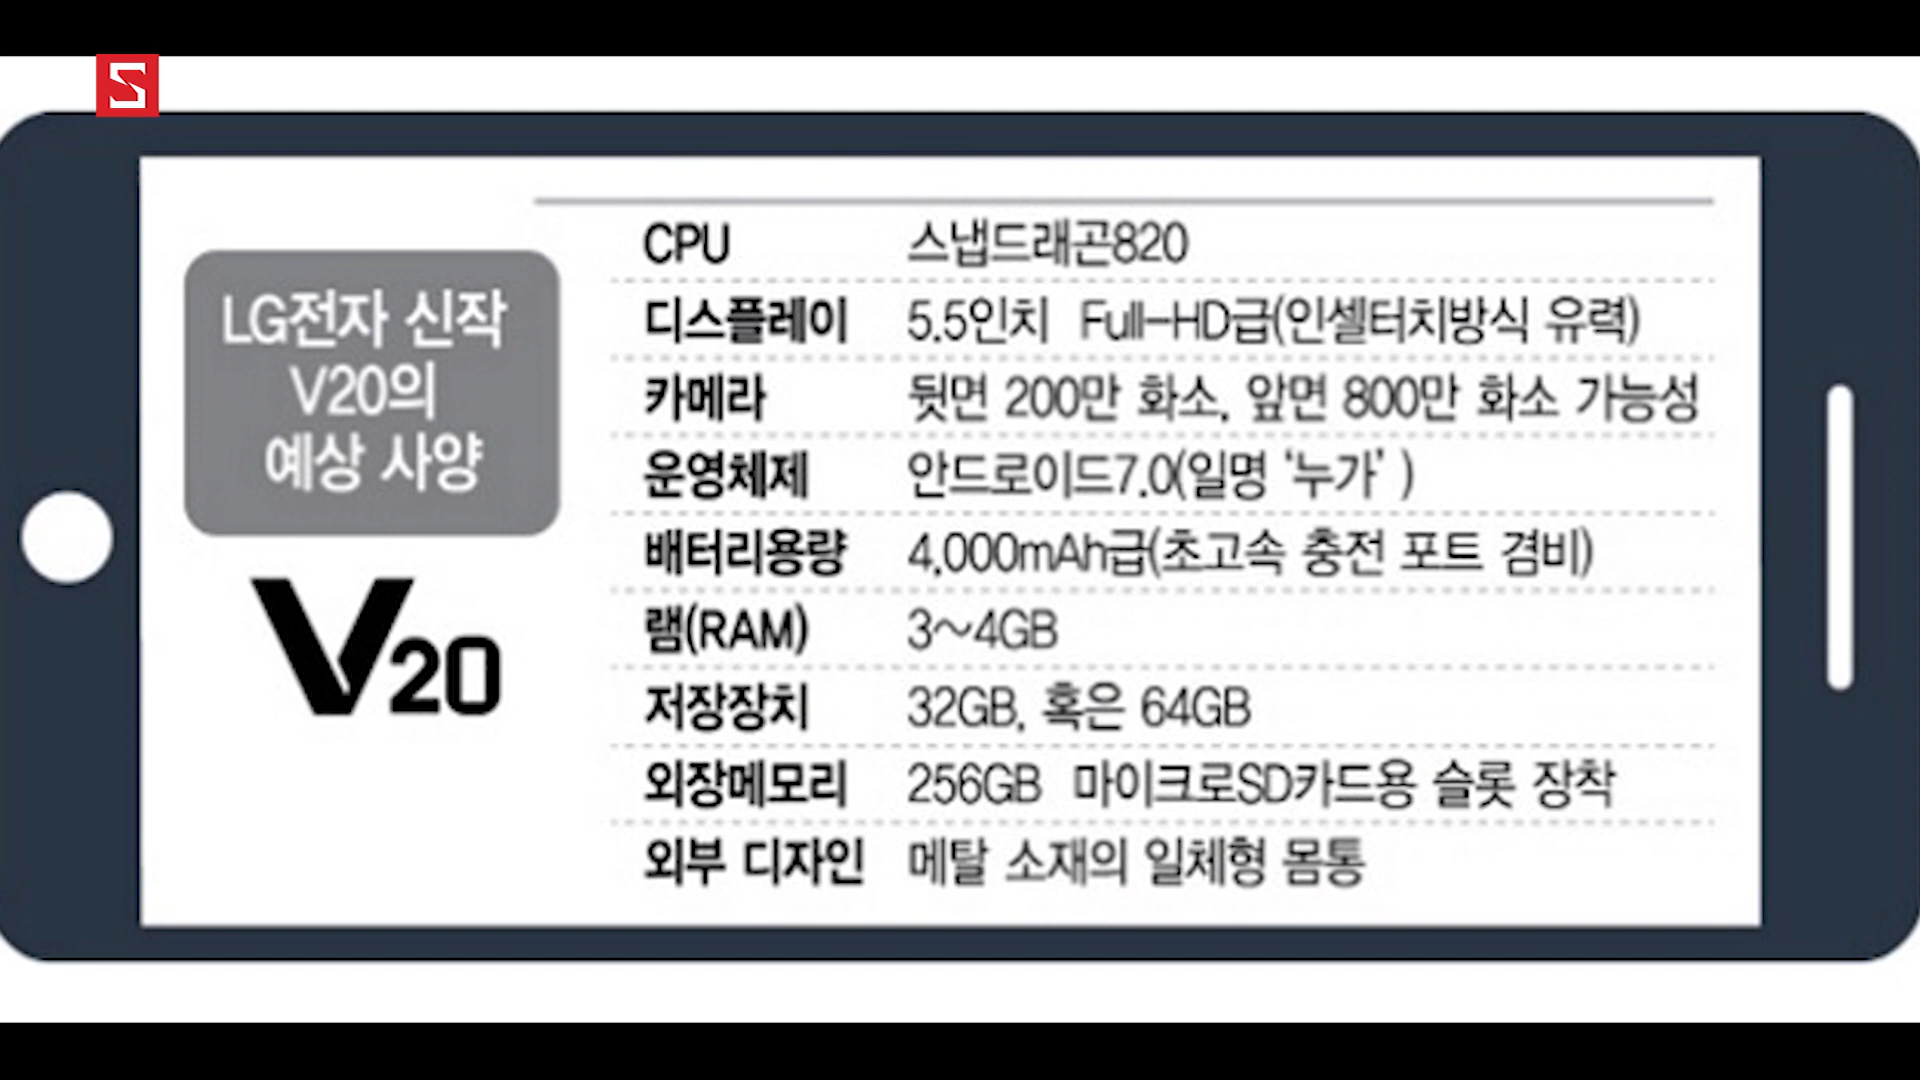 S
LG전자 신작
V20의
예상 사양
V20
CPU 스냅드래곤820
디스플레이 5.5인치 Full-HD급(인셀터치방식 유력)
카메라 뒷면 200만 화소, 앞면 800만 화소 가능성
운영체제 안드로이드7.0(일명 ‘누가’ )
배터리용량 4,000mAh급(초고속 충전 포트 겸비)
램(RAM) 3~4GB
저장장치 32GB, 혹은 64GB
외장메모리 256GB 마이크로SD카드용 슬롯 장착
외부 디자인 메탈 소재의 일체형 몸통